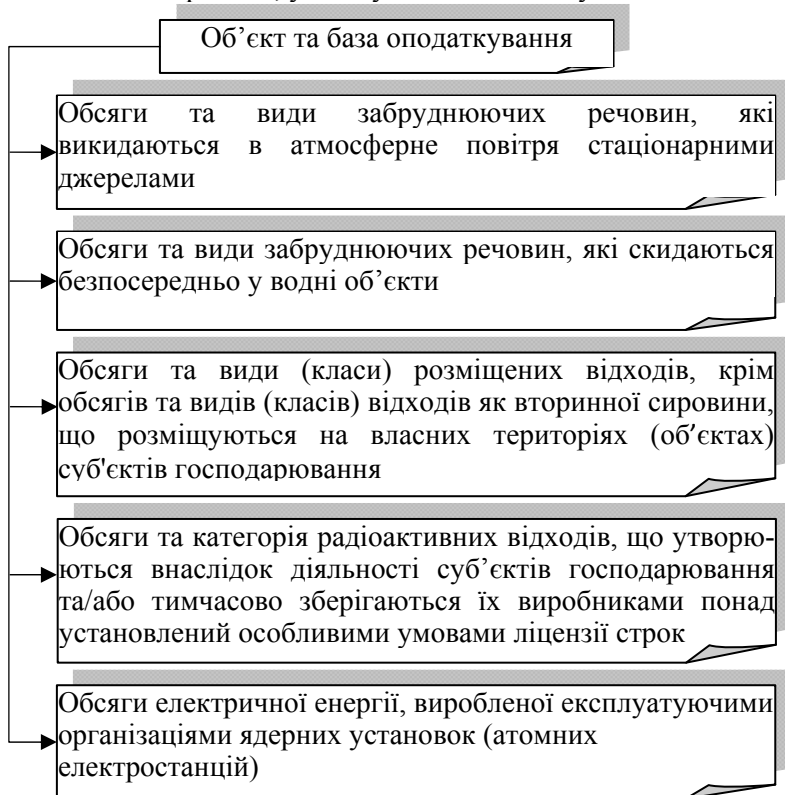 Об’єкт та база оподаткування
Обсяги та види забруднюючих речовин, які
викидаються в атмосферне повітря стаціонарними
джерелами
Обсяги та види забруднюючих речовин, які скидаються
безпосередньо у водні об’єкти
Обсяги та види (класи) розміщених відходів, крім
обсягів та видів (класів) відходів як вторинної сировини,
що розміщуються на власних територіях (об’єктах)
суб'єктів господарювання
Обсяги та категорія радіоактивних відходів, що утворю-
ються внаслідок діяльності суб’єктів господарювання
та/або тимчасово зберігаються їх виробниками понад
установлений особливими умовами ліцензії строк
Обсяги електричної енергії, виробленої експлуатуючими
організаціями ядерних установок (атомних
електростанцій)